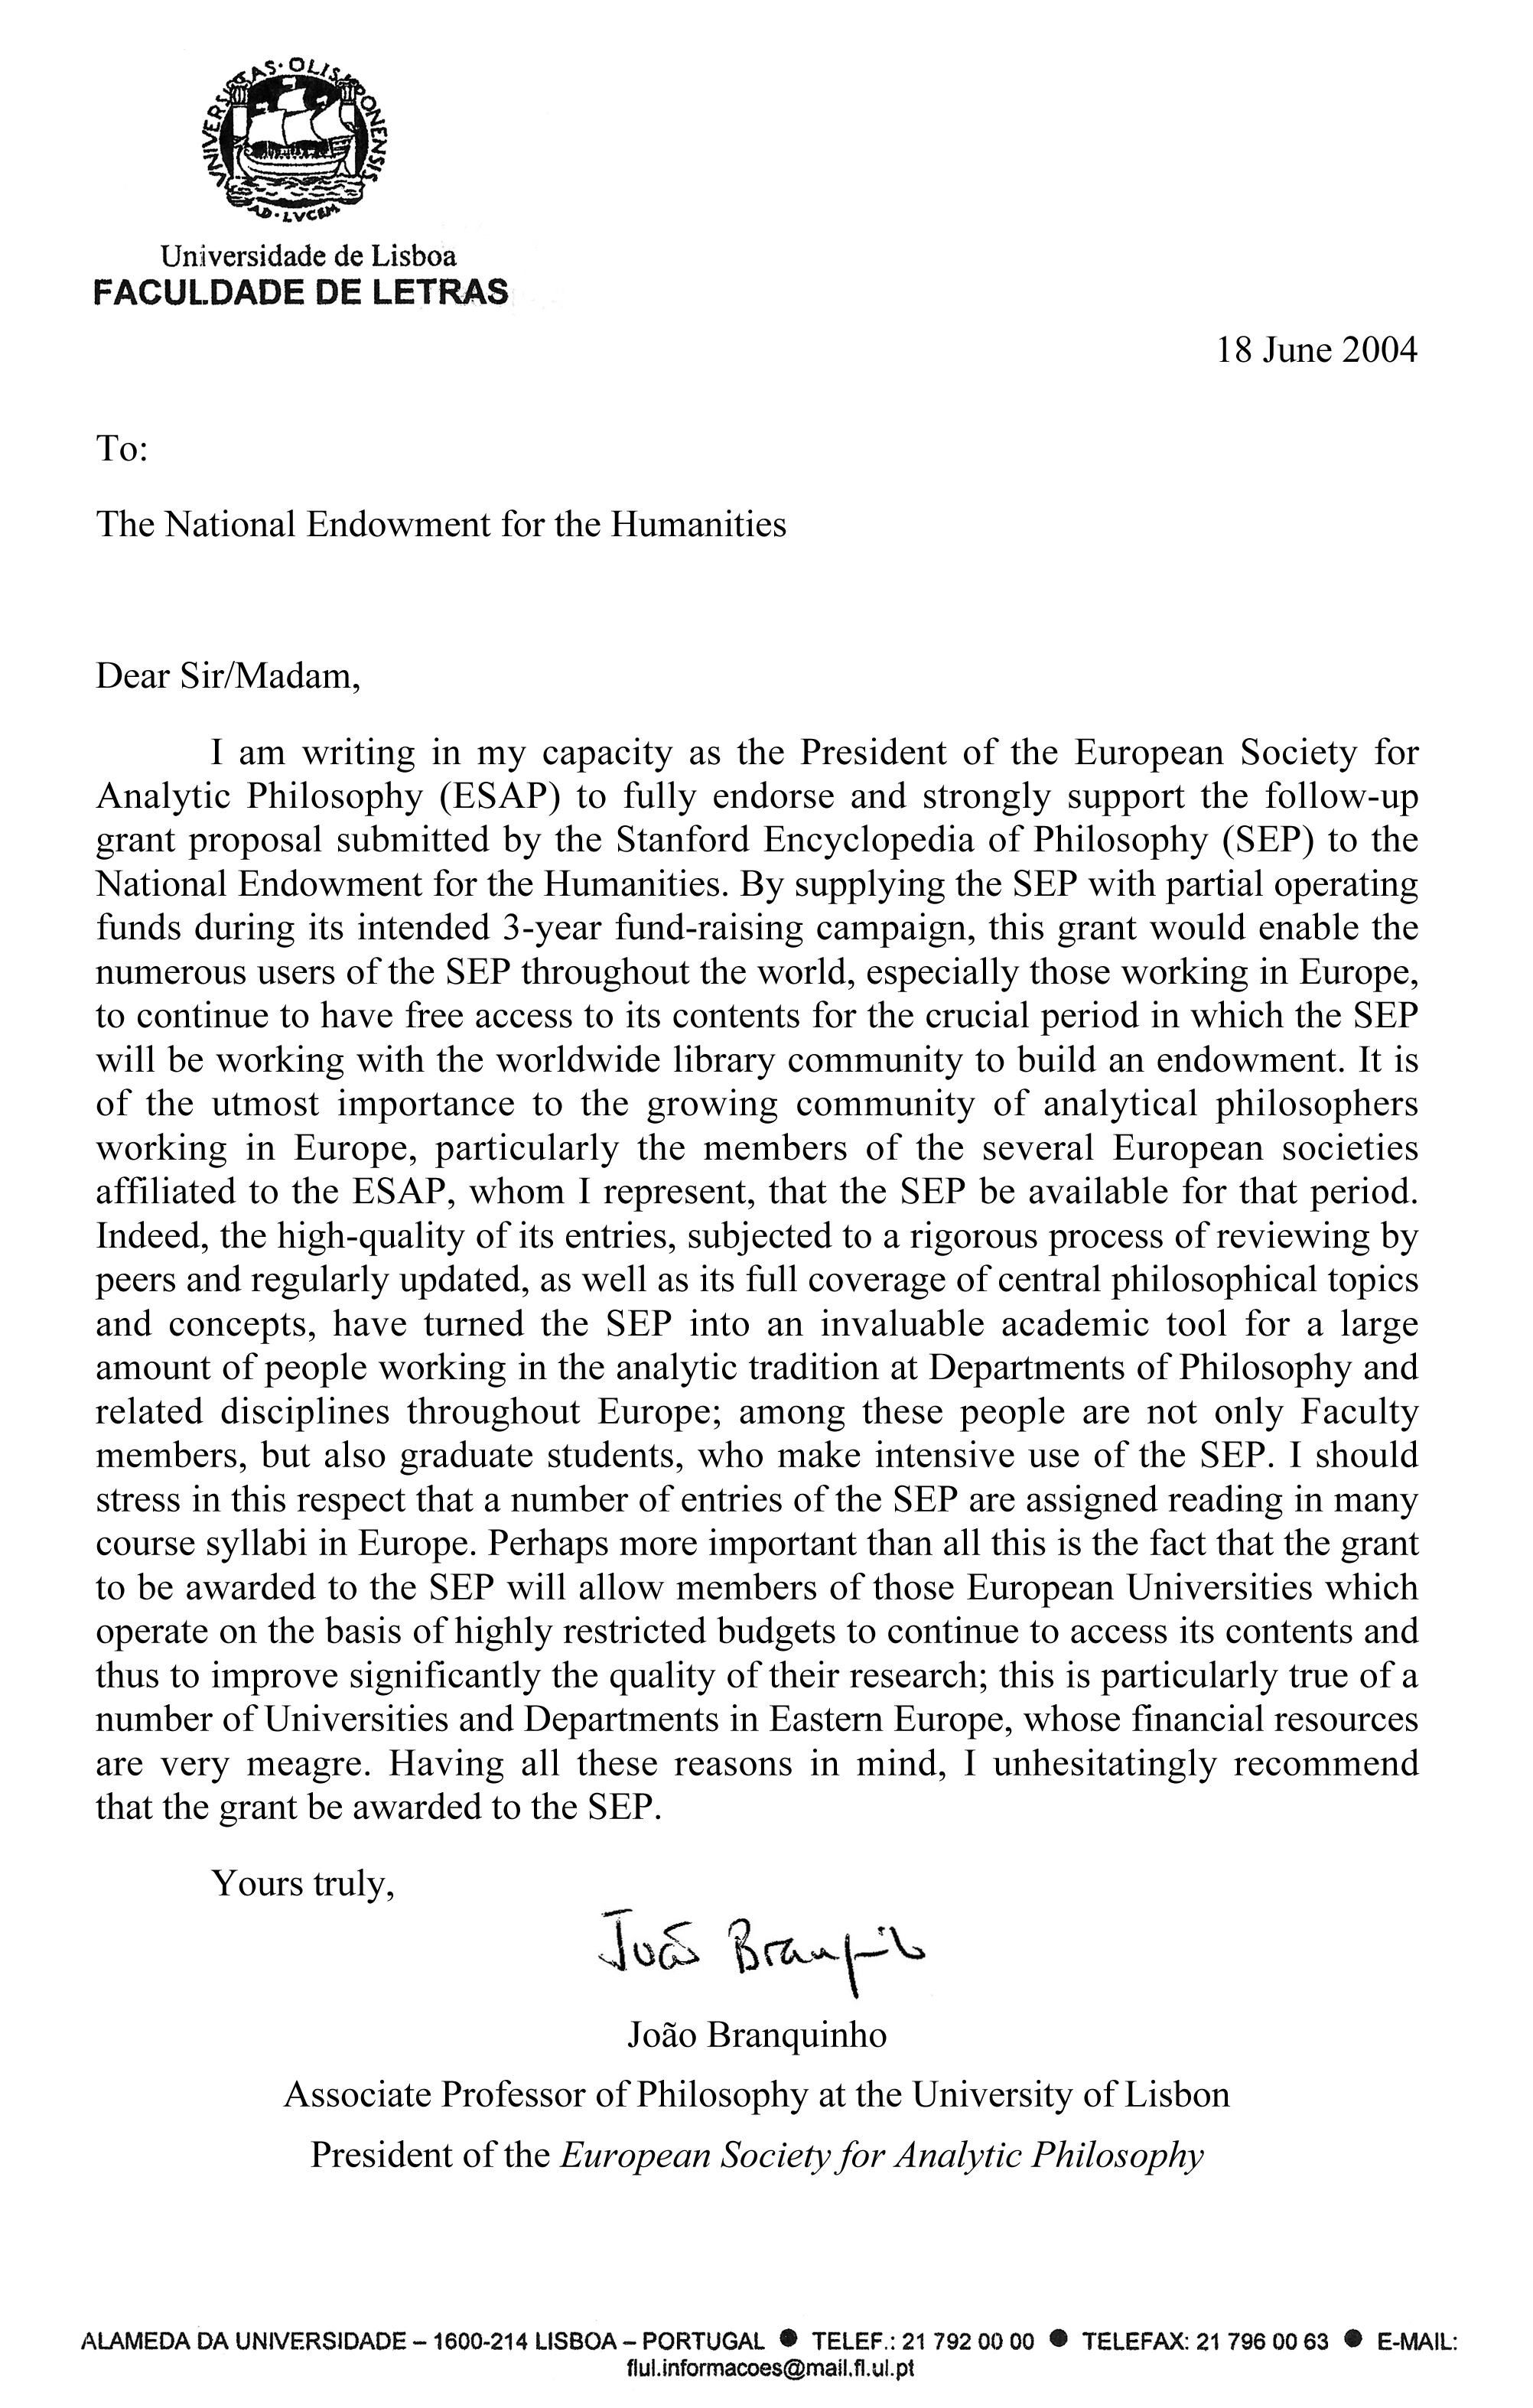 UNIVERSITAS·OLISIPONENSIS
AD·LVCEM
Universidade de Lisboa
FACULDADE DE LETRAS
18 June 2004
To:
The National Endowment for the Humanities
Dear Sir/Madam,
I am writing in my capacity as the President of the European Society for
Analytic Philosophy (ESAP) to fully endorse and strongly support the follow-up
grant proposal submitted by the Stanford Encyclopedia of Philosophy (SEP) to the
National Endowment for the Humanities. By supplying the SEP with partial operating
funds during its intended 3-year fund-raising campaign, this grant would enable the
numerous users of the SEP throughout the world, especially those working in Europe,
to continue to have free access to its contents for the crucial period in which the SEP
will be working with the worldwide library community to build an endowment. It is
of the utmost importance to the growing community of analytical philosophers
working in Europe, particularly the members of the several European societies
affiliated to the ESAP, whom I represent, that the SEP be available for that period.
Indeed, the high-quality of its entries, subjected to a rigorous process of reviewing by
peers and regularly updated, as well as its full coverage of central philosophical topics
and concepts, have turned the SEP into an invaluable academic tool for a large
amount of people working in the analytic tradition at Departments of Philosophy and
related disciplines throughout Europe; among these people are not only Faculty
members, but also graduate students, who make intensive use of the SEP. I should
stress in this respect that a number of entries of the SEP are assigned reading in many
course syllabi in Europe. Perhaps more important than all this is the fact that the grant
to be awarded to the SEP will allow members of those European Universities which
operate on the basis of highly restricted budgets to continue to access its contents and
thus to improve significantly the quality of their research; this is particularly true of a
number of Universities and Departments in Eastern Europe, whose financial resources
are very meagre. Having all these reasons in mind, I unhesitatingly recommend
that the grant be awarded to the SEP.
Yours truly,
João Branquinho
João Branquinho
Associate Professor of Philosophy at the University of Lisbon
President of the European Society for Analytic Philosophy
ALAMEDA DA UNIVERSIDADE – 1600-214 LISBOA – PORTUGAL ● TELEF.: 21 792 00 00 ● TELEFAX: 21 796 00 63 ● E-MAIL:
flul.informacoes@mail.fl.ul.pt